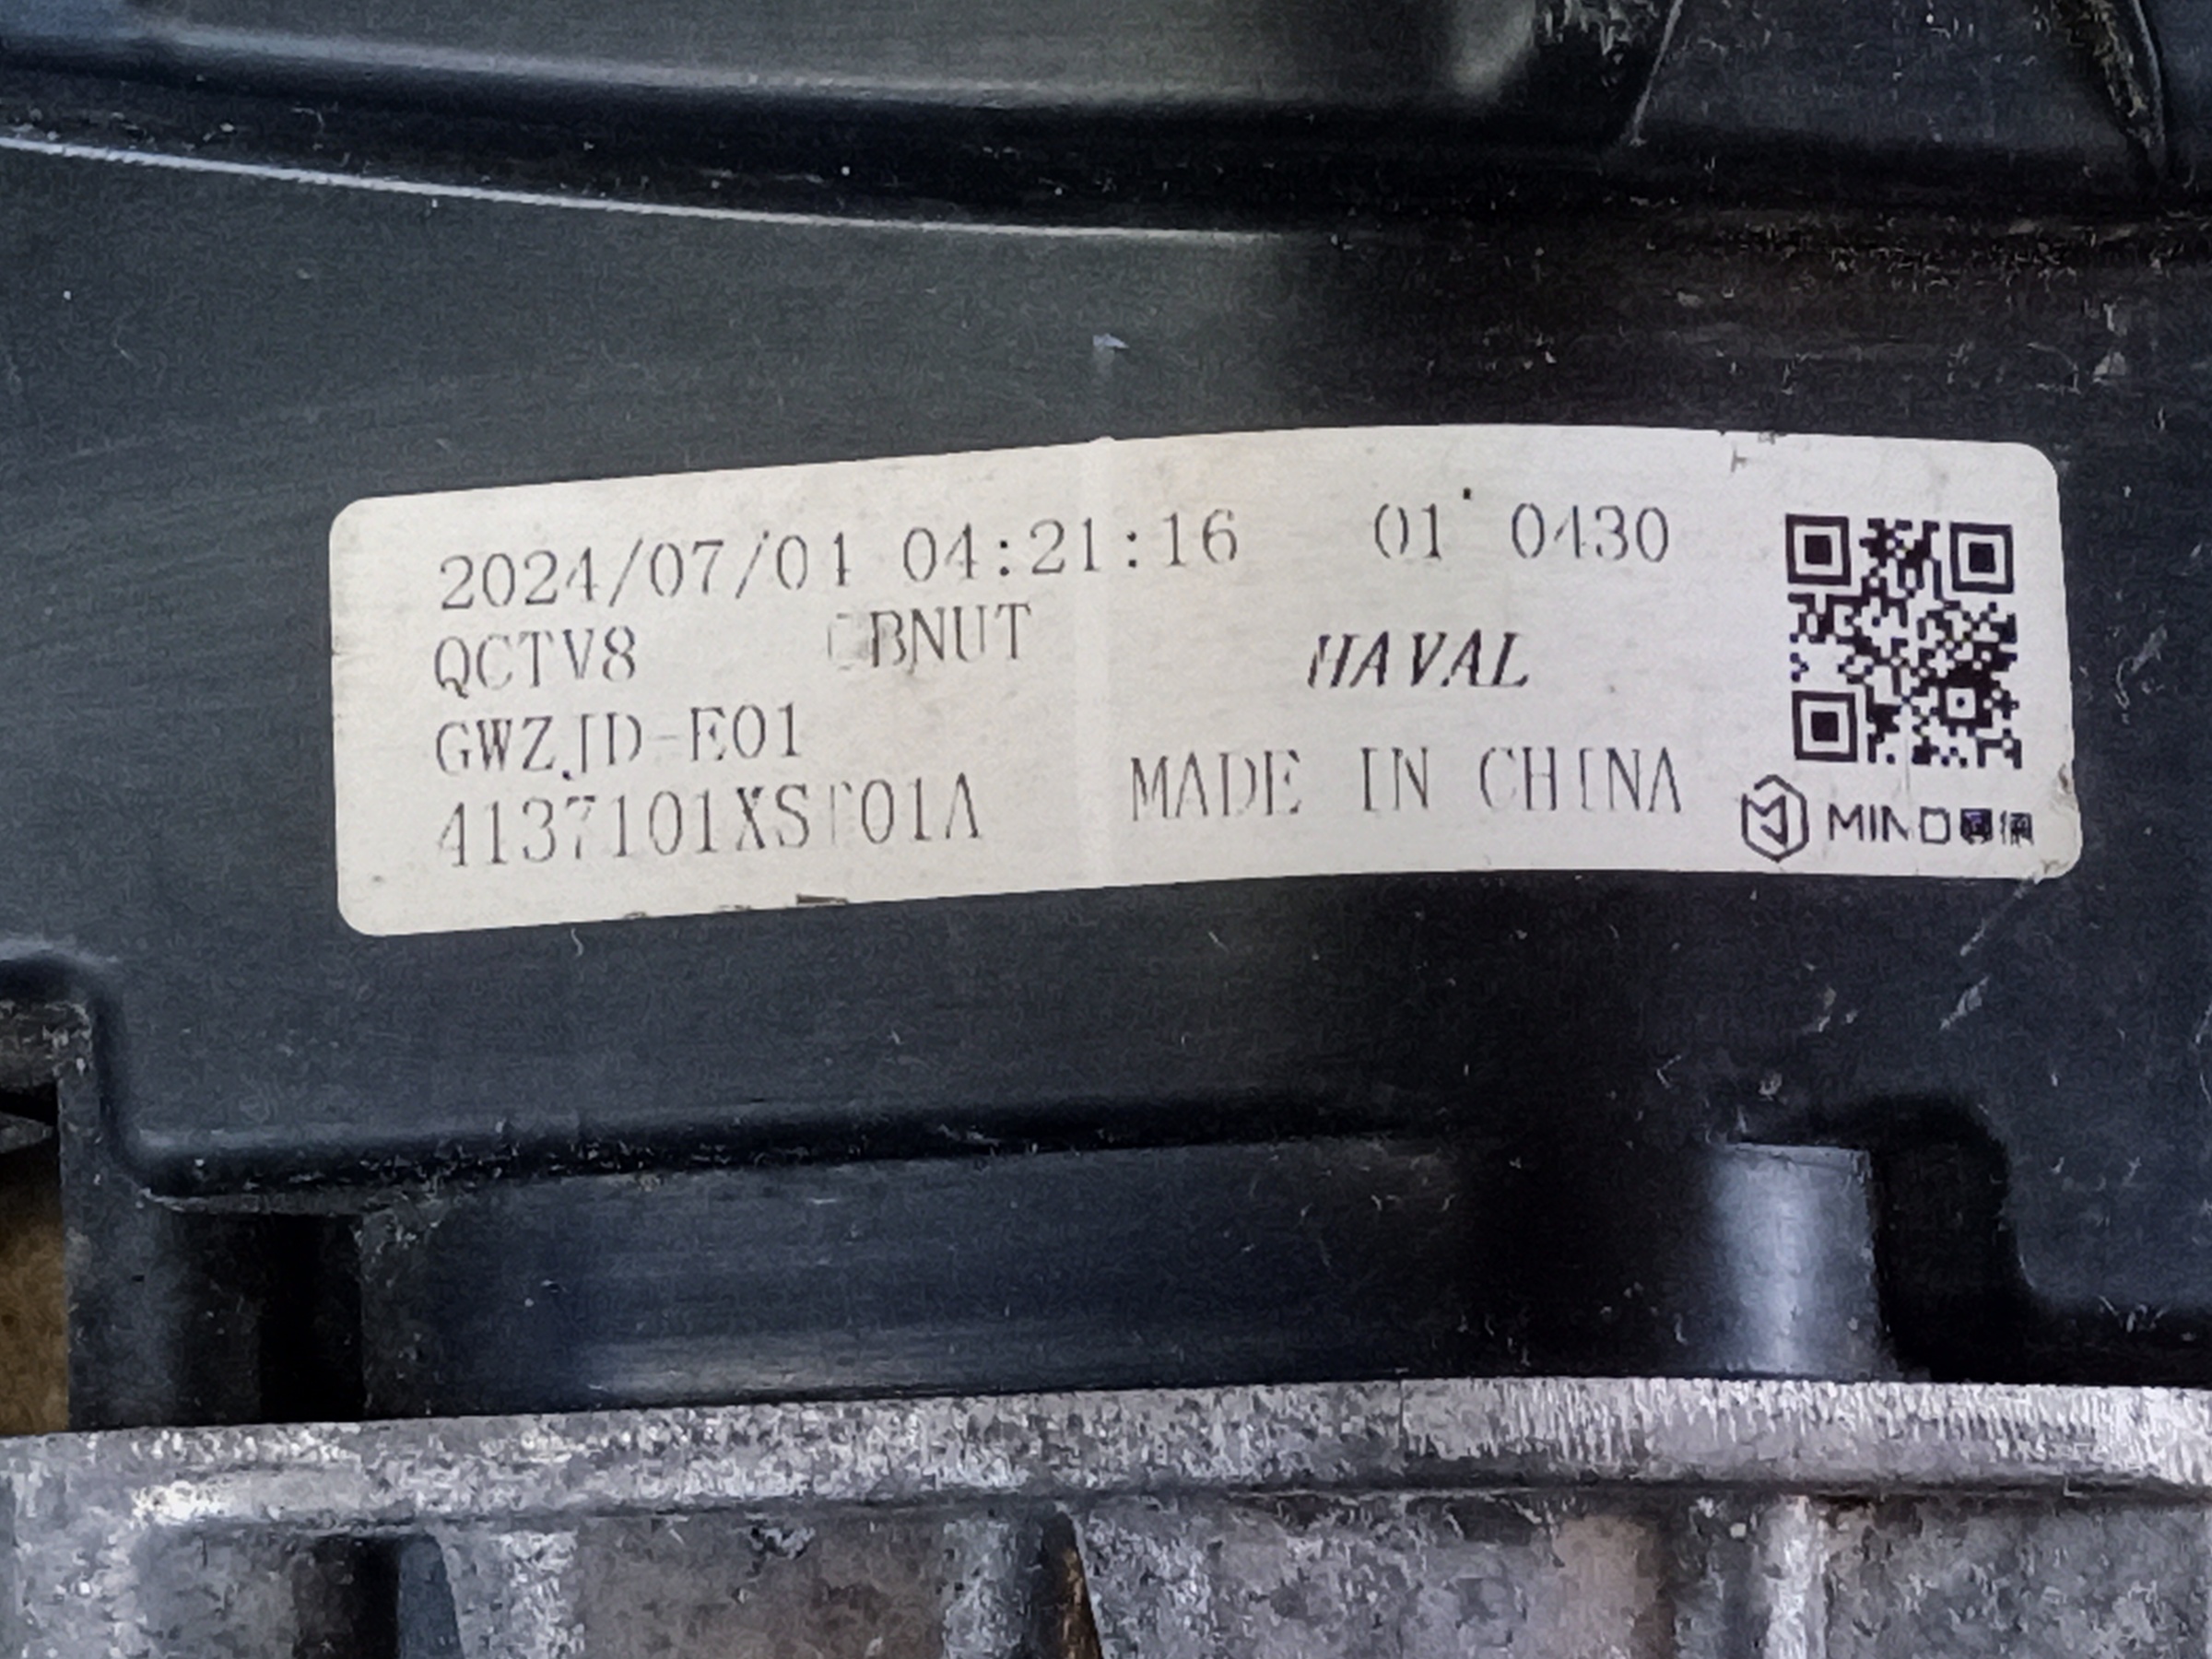 2024/07/01 04:21:16 01 0430
QCTV8 CBNUT HAVAL
GWZJD-E01
4137101XST01A MADE IN CHINA
MIND